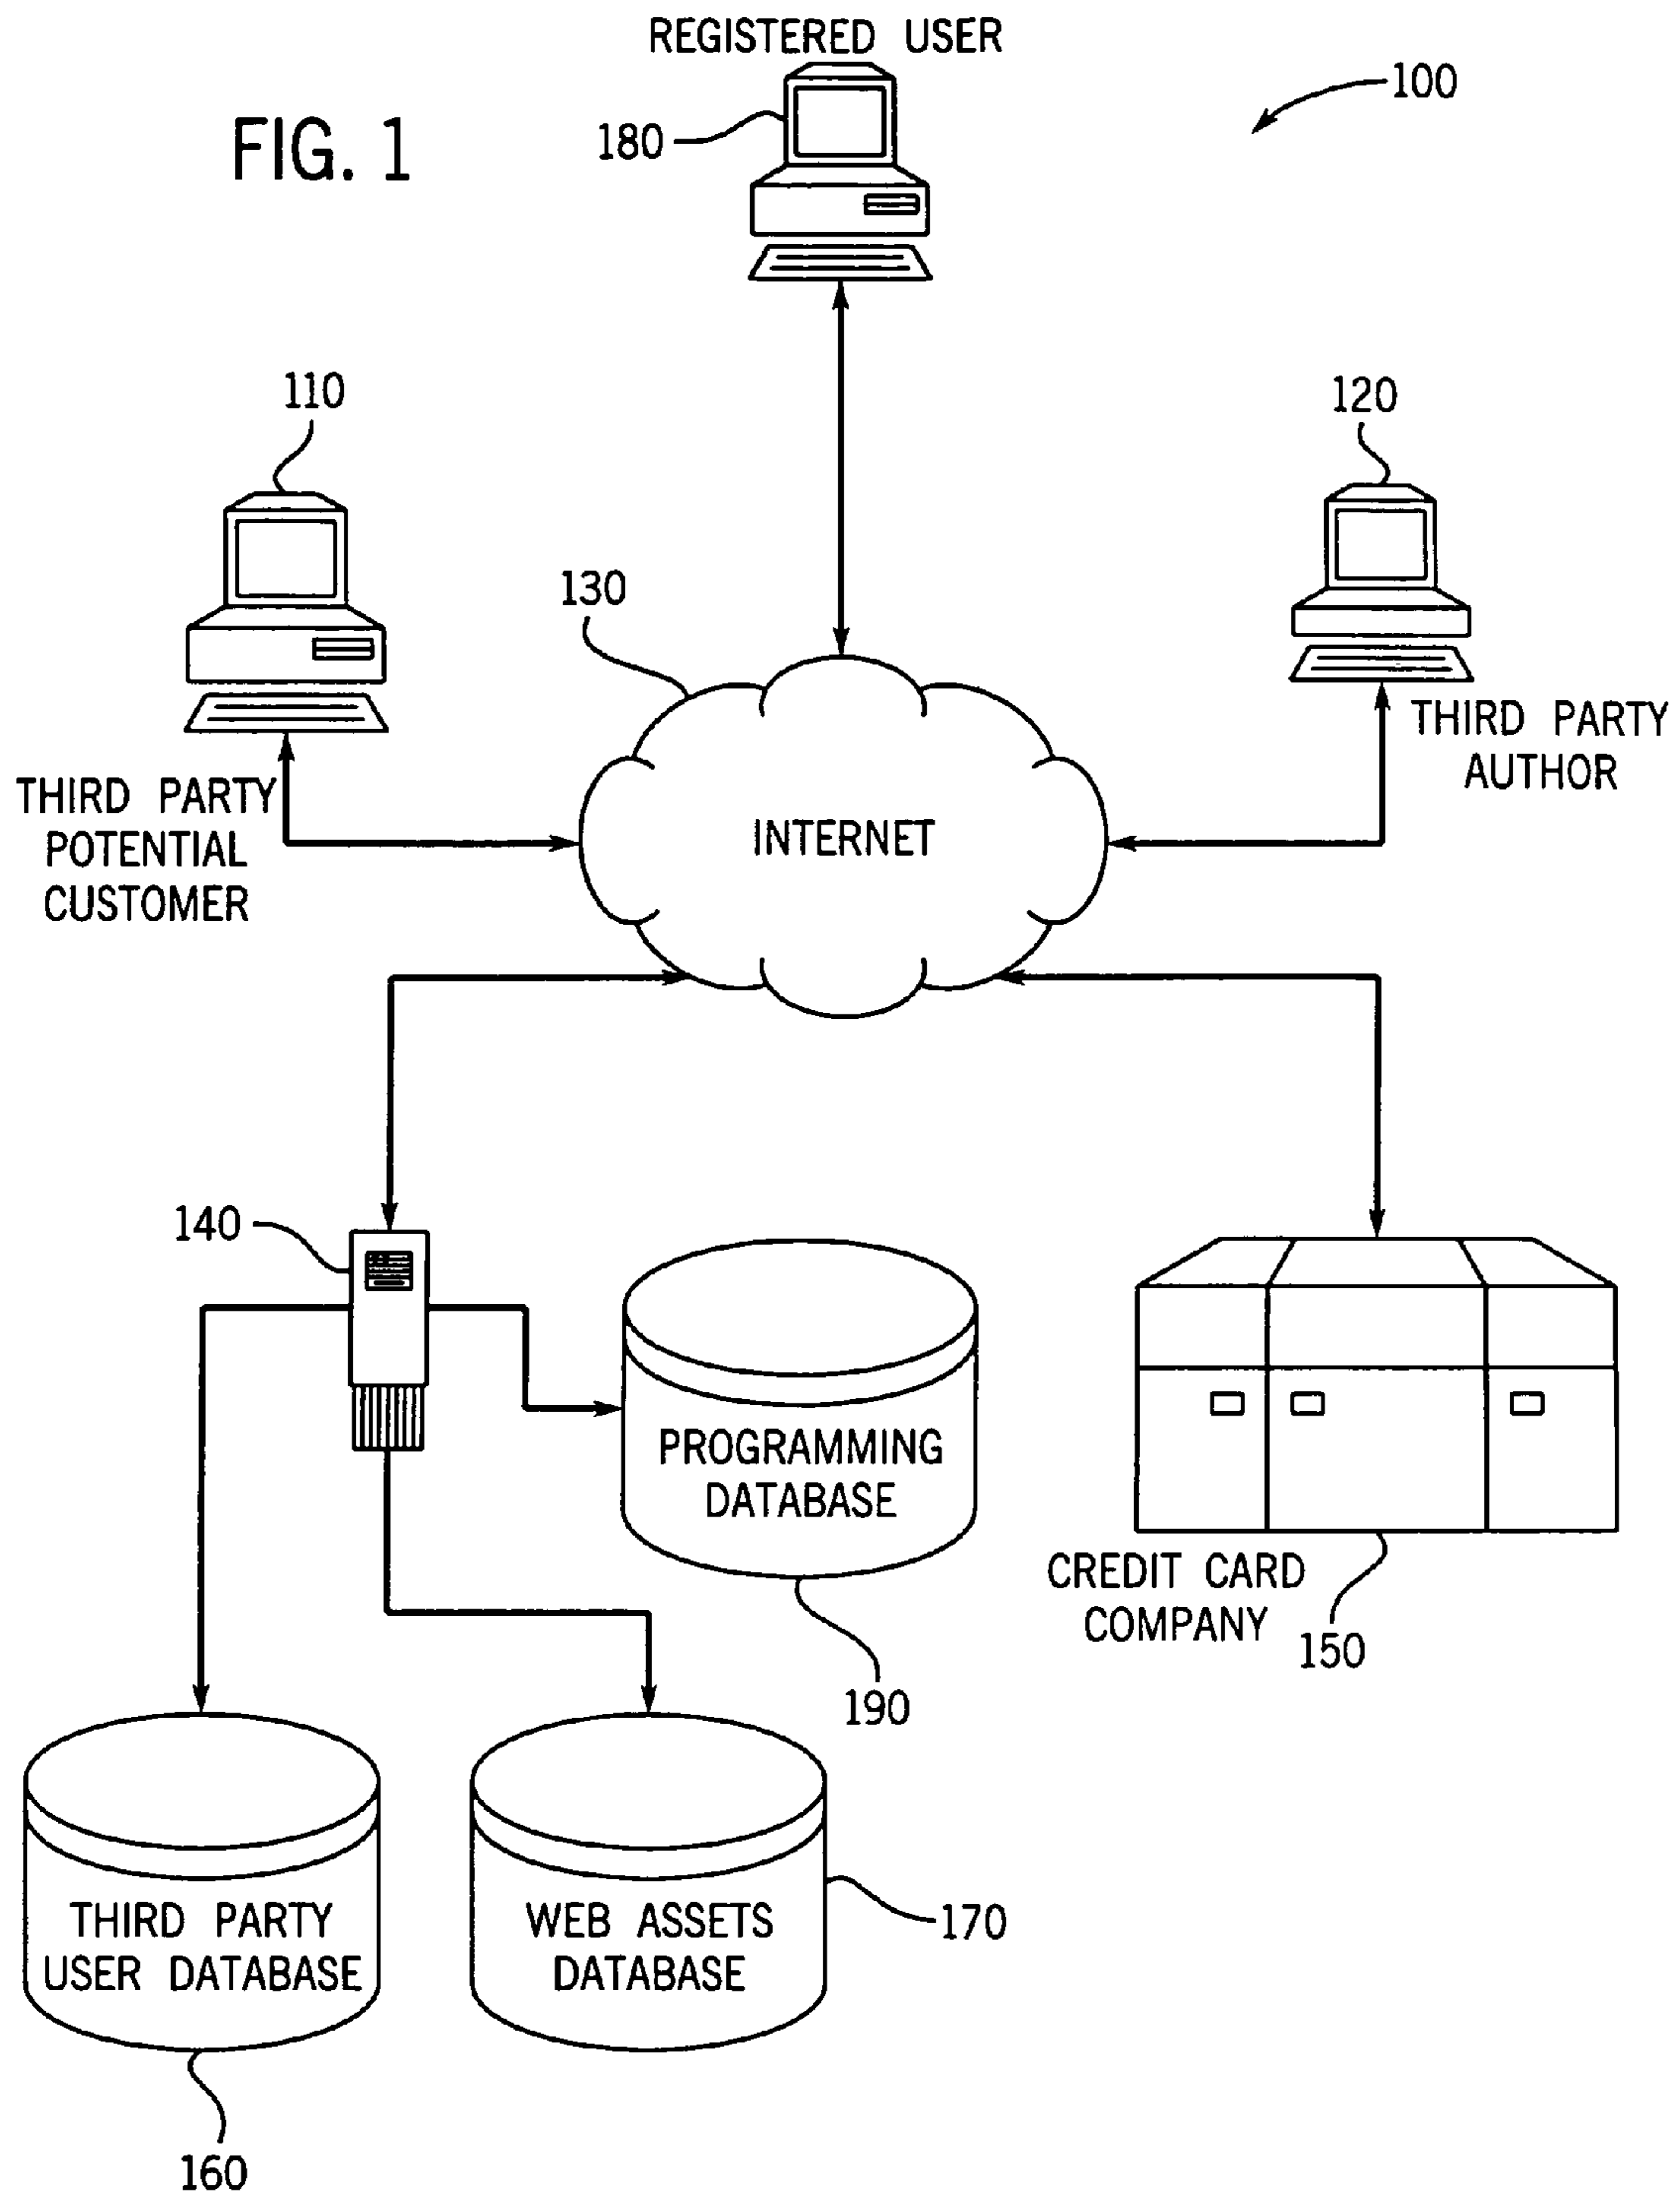 REGISTERED USER
100
FIG. 1
180
110
120
130
THIRD PARTY
AUTHOR
THIRD PARTY
POTENTIAL
CUSTOMER
INTERNET
140
PROGRAMMING
DATABASE
CREDIT CARD
COMPANY
150
190
THIRD PARTY
USER DATABASE
WEB ASSETS
DATABASE
170
160